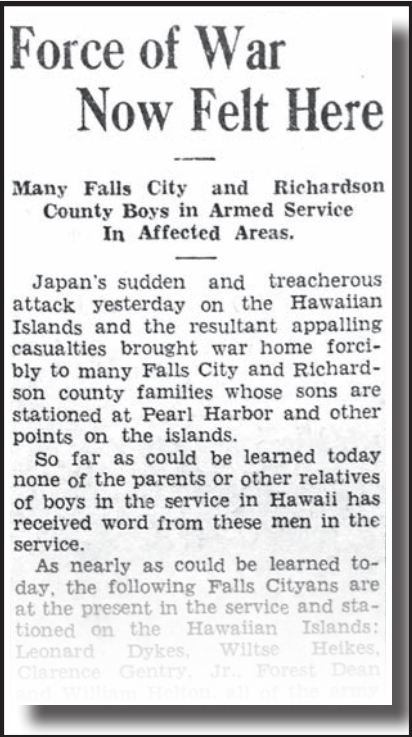 Force of War
Now Felt Here
Many Falls City and Richardson
County Boys in Armed Service
In Affected Areas.
Japan's sudden and treacherous
attack yesterday on the Hawaiian
Islands and the resultant appalling
casualties brought war home forci-
bly to many Falls City and Richard-
son county families whose sons are
stationed at Pearl Harbor and other
points on the islands.
So far as could be learned today
none of the parents or other relatives
of boys in the service in Hawaii has
received word from these men in the
service.
As nearly as could be learned to-
day, the following Falls Cityans are
at the present in the service and sta-
tioned on the Hawaiian Islands:
Leonard Dykes, Wiltse Heikes,
Clarence Gentry, Jr., Forest Dean
and William Helton, all of the army